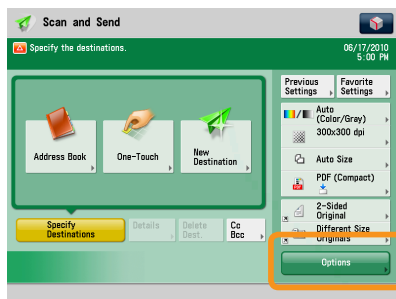 Scan and Send
Specify the destinations.
06/17/2010
5:00 PM
Previous
Settings
Favorite
Settings
Address Book
One-Touch
New
Destination
Auto
(Color/Gray)
300x300 dpi
Auto Size
PDF (Compact)
2-Sided
Original
Different Size
Originals
Specify
Destinations
Details
Delete
Dest.
Cc
Bcc
Options